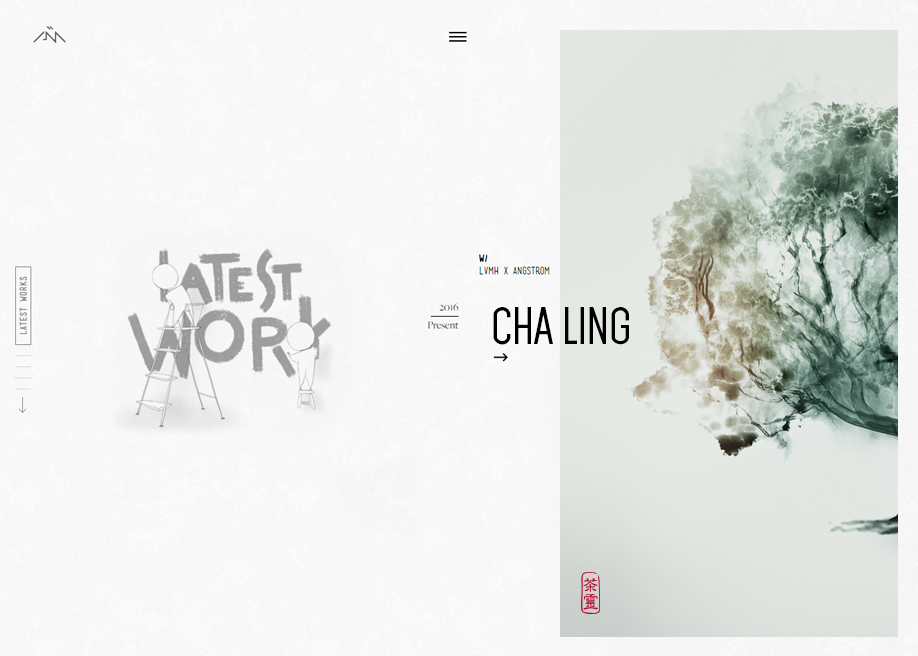 LATEST WORKS
LATEST
WORK
2016
Present
W/
LVMH X ANGSTROM
CHA LING
茶
靈